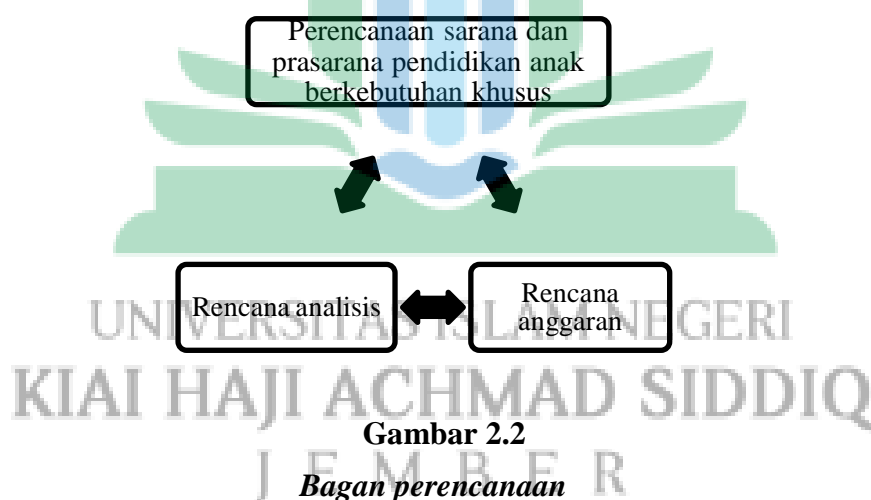 Perencanaan sarana dan
prasarana pendidikan anak
berkebutuhan khusus
Rencana analisis
Rencana
anggaran
UNIVERSITAS ISLAM NEGERI
KIAI HAJI ACHMAD SIDDIQ
Gambar 2.2
JEMBER
Bagan perencanaan